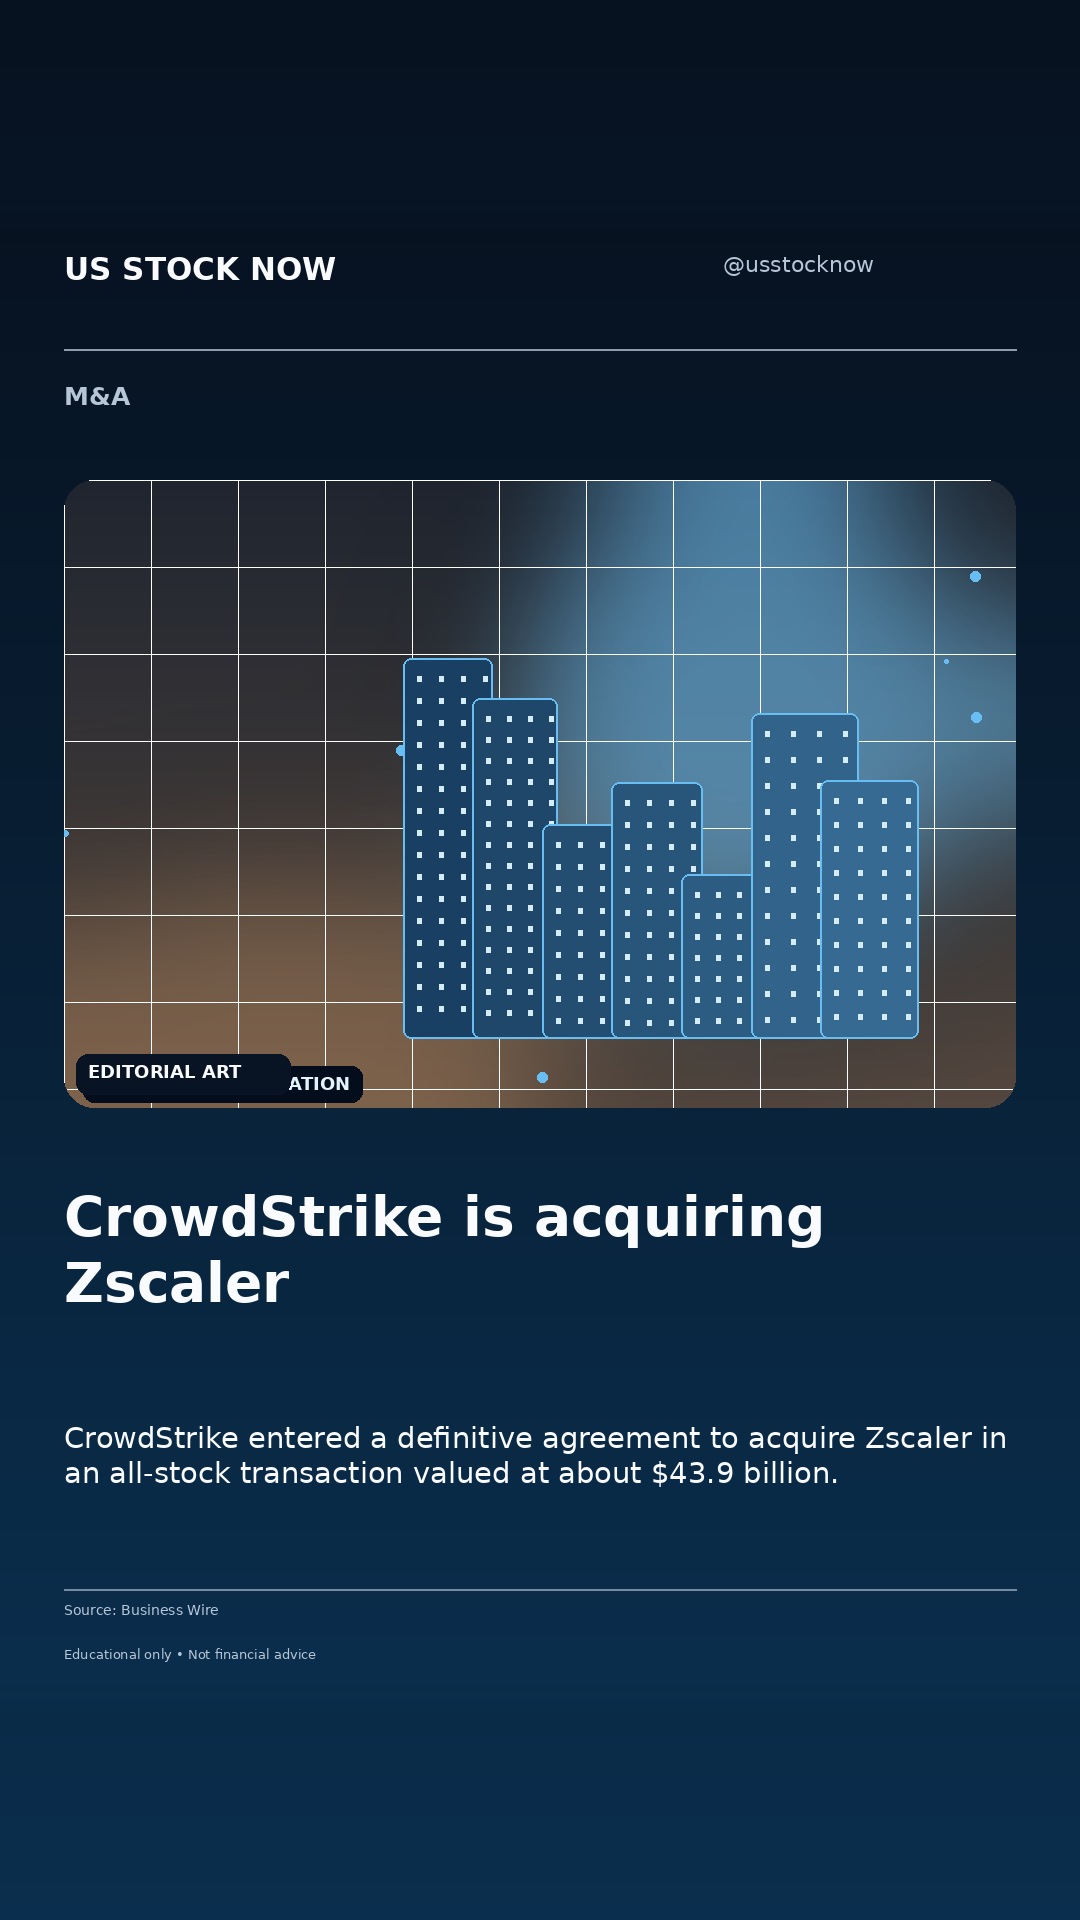 US STOCK NOW
@usstocknow
M&A
EDITORIAL ART
ATION
CrowdStrike is acquiring
Zscaler
CrowdStrike entered a definitive agreement to acquire Zscaler in
an all-stock transaction valued at about $43.9 billion.
Source: Business Wire
Educational only • Not financial advice